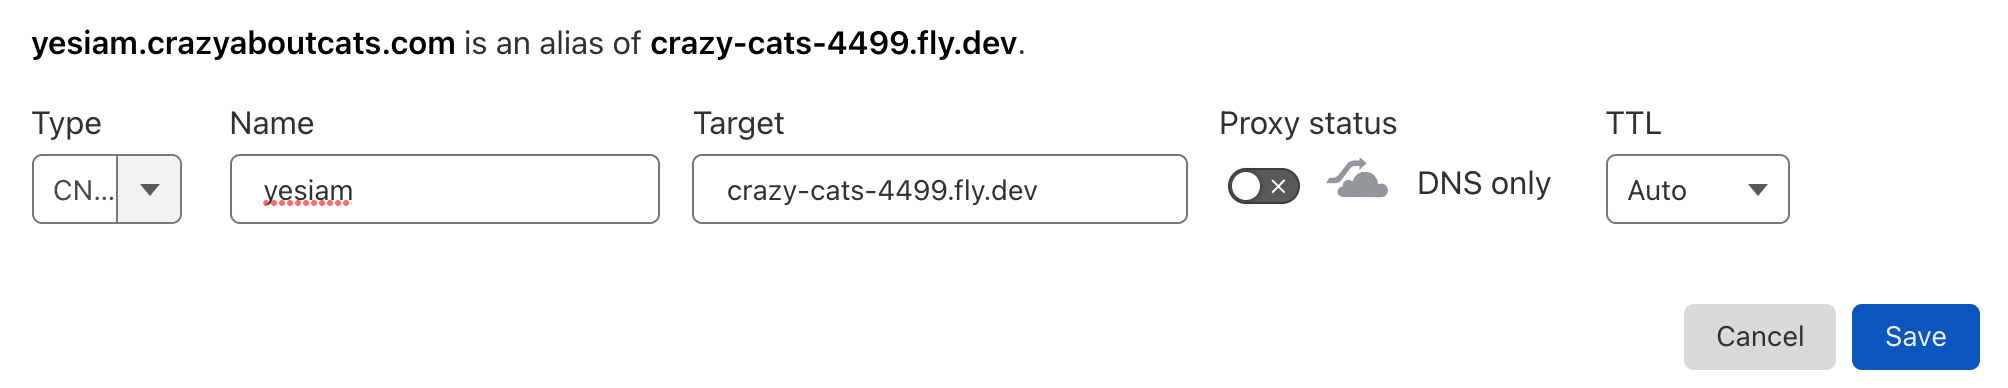 yesiam.crazyaboutcats.com is an alias of crazy-cats-4499.fly.dev.
Type Name Target Proxy status TTL
CN... yesiam crazy-cats-4499.fly.dev DNS only Auto
Cancel Save